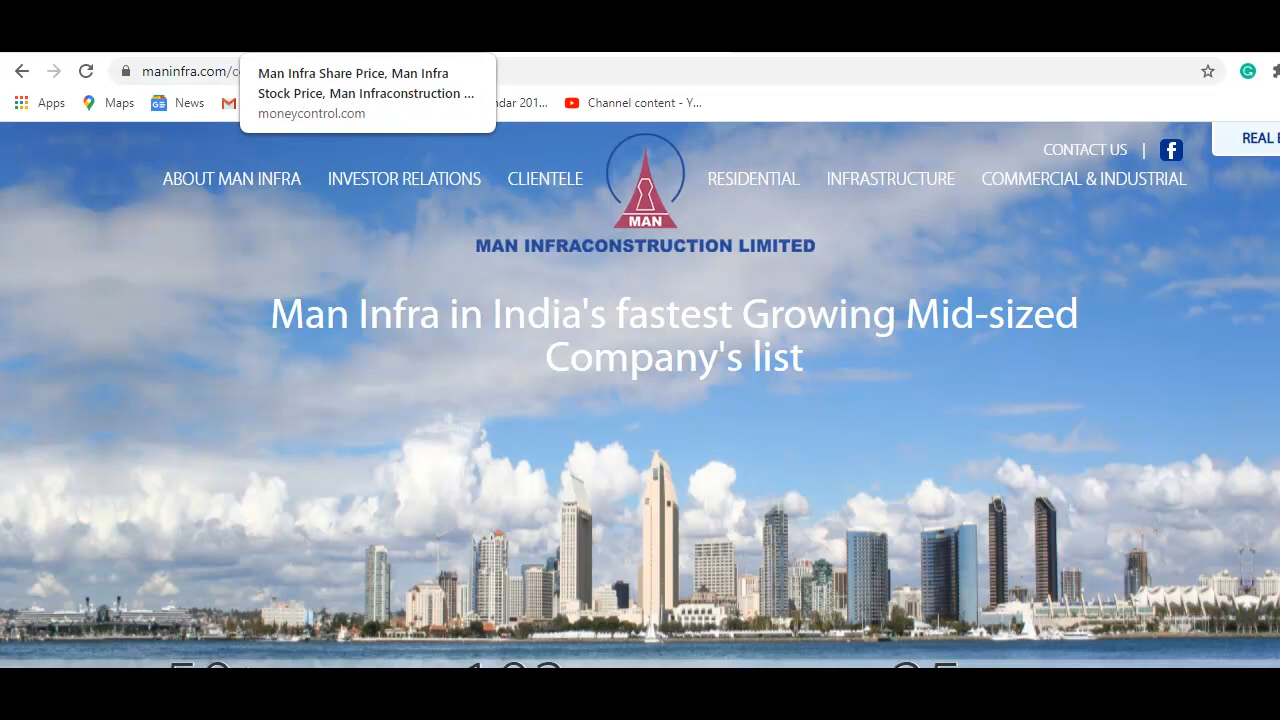 maninfra.com/c
Man Infra Share Price, Man Infra
Stock Price, Man Infraconstruction ...
moneycontrol.com
Apps
Maps
News
ndar 201...
Channel content - Y...
REAL
CONTACT US |
ABOUT MAN INFRA
INVESTOR RELATIONS
CLIENTELE
RESIDENTIAL
INFRASTRUCTURE
COMMERCIAL & INDUSTRIAL
MAN
MAN INFRACONSTRUCTION LIMITED
Man Infra in India's fastest Growing Mid-sized
Company's list